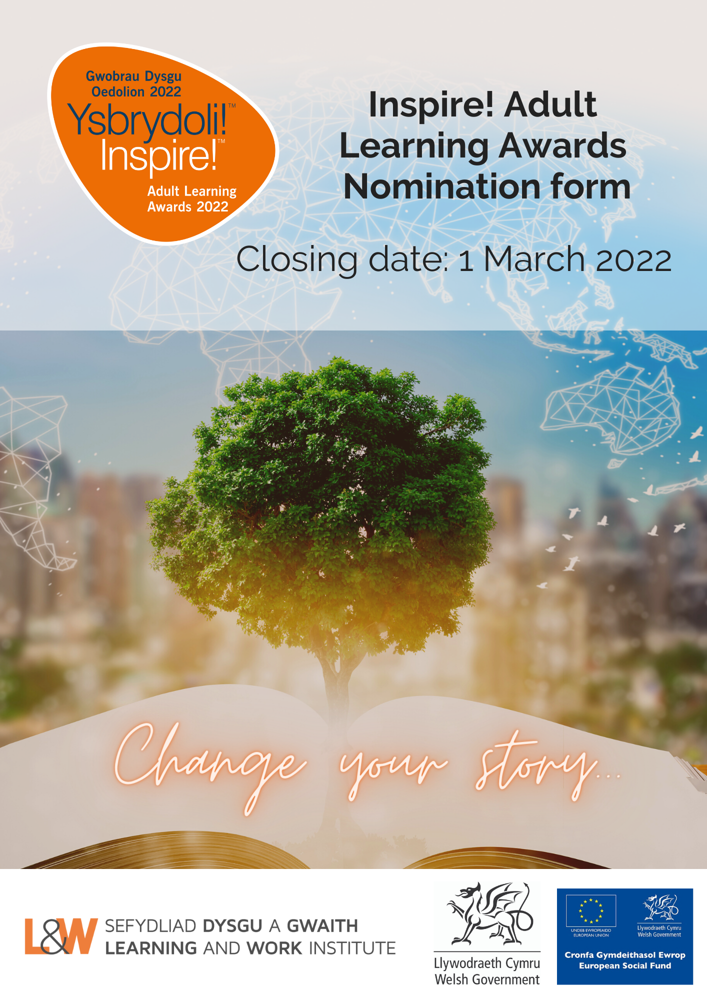 Gwobrau Dysgu
Oedolion 2022
Ysbrydoli!™
Inspire!™
Adult Learning
Awards 2022
Inspire! Adult
Learning Awards
Nomination form
Closing date: 1 March 2022
Change your story...
L&W
SEFYDLIAD DYSGU A GWAITH
LEARNING AND WORK INSTITUTE
Llywodraeth Cymru
Welsh Government
UNDEB EWROPEAIDD
EUROPEAN UNION
Llywodraeth Cymru
Welsh Government
Cronfa Gymdeithasol Ewrop
European Social Fund